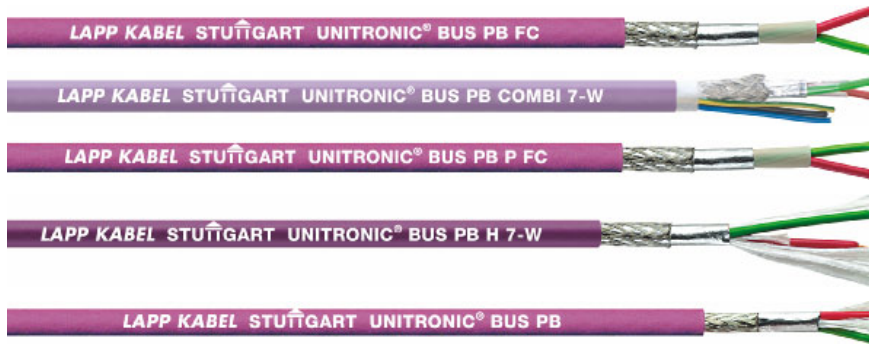 LAPP KABEL STUTTGART UNITRONIC® BUS PB FC
LAPP KABEL STUTTGART UNITRONIC® BUS PB COMBI 7-W
LAPP KABEL STUTTGART UNITRONIC® BUS PB P FC
LAPP KABEL STUTTGART UNITRONIC® BUS PB H 7-W
LAPP KABEL STUTTGART UNITRONIC® BUS PB